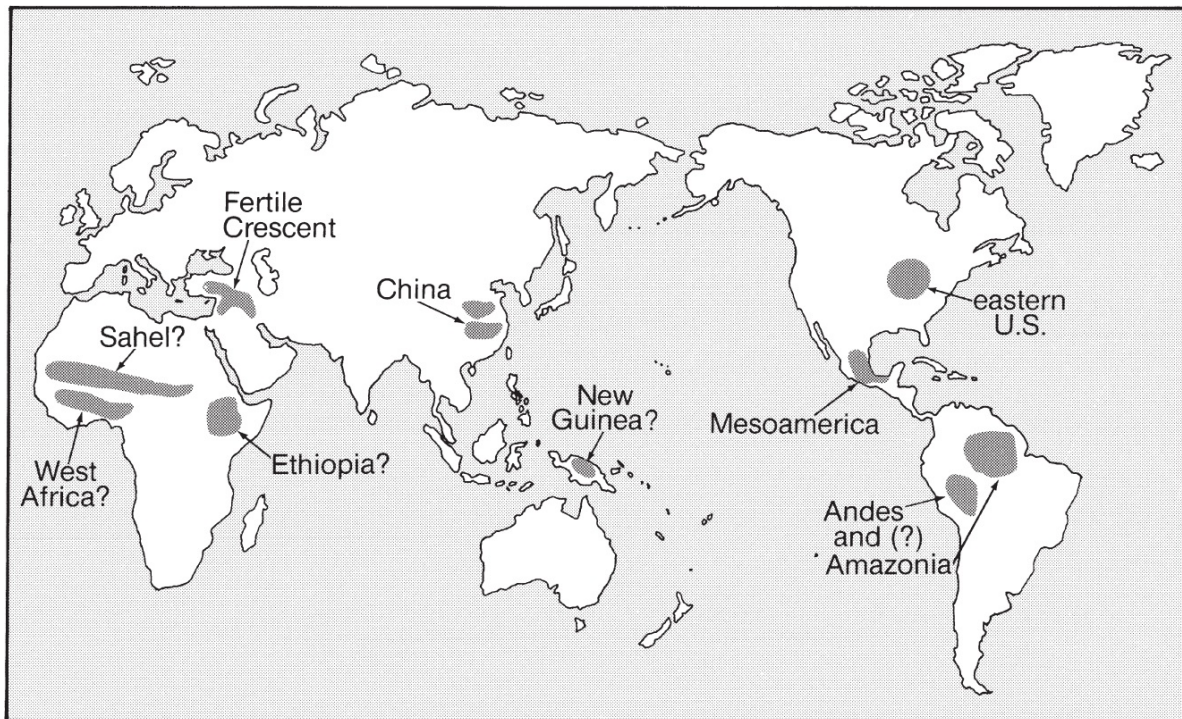 Fertile
Crescent
China
Sahel?
West
Africa?
Ethiopia?
New
Guinea?
eastern
U.S.
Mesoamerica
Andes
and (?)
Amazonia